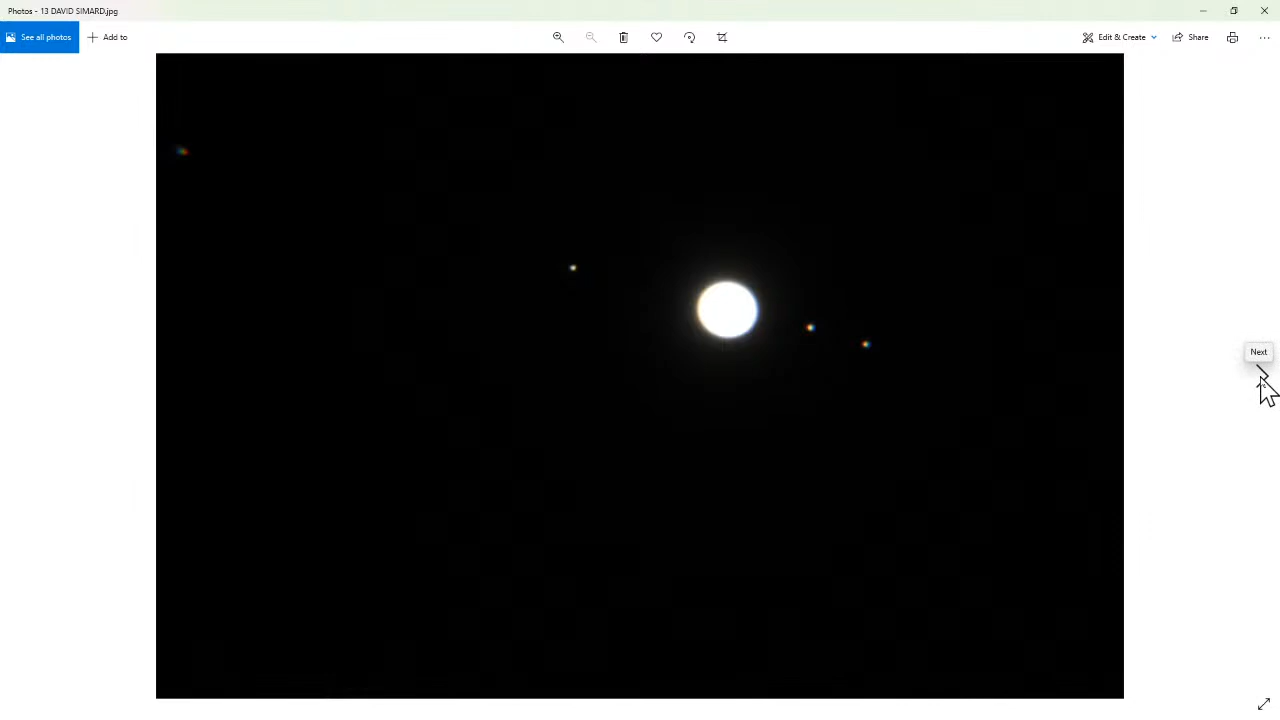 Photos - 13 DAVID SIMARD.jpg
See all photos
Add to
Edit & Create
Share
Next